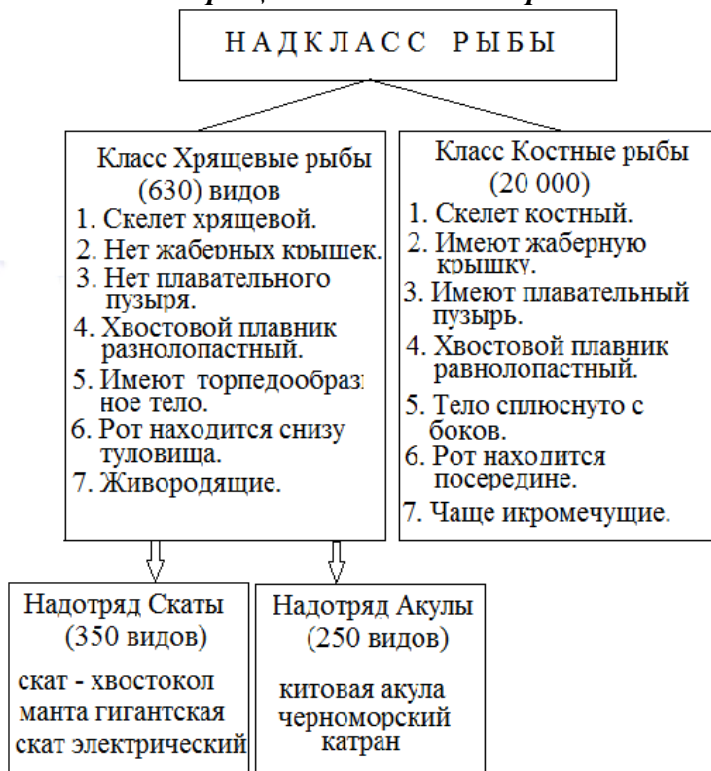 Н А Д К Л А С С Р Ы Б Ы
Класс Хрящевые рыбы
(630) видов
1. Скелет хрящевой.
2. Нет жаберных крышек.
3. Нет плавательного
пузыря.
4. Хвостовой плавник
разнолопастный.
5. Имеют торпедообраз
ное тело.
6. Рот находится снизу
туловища.
7. Живородящие.
Класс Костные рыбы
(20 000)
1. Скелет костный.
2. Имеют жаберную
крышку.
3. Имеют плавательный
пузырь.
4. Хвостовой плавник
равнолопастный.
5. Тело сплюснуто с
боков.
6. Рот находится
посередине.
7. Чаще икромечущие.
Надотряд Скаты
(350 видов)
скат - хвостокол
манта гигантская
скат электрический
Надотряд Акулы
(250 видов)
китовая акула
черноморский
катран